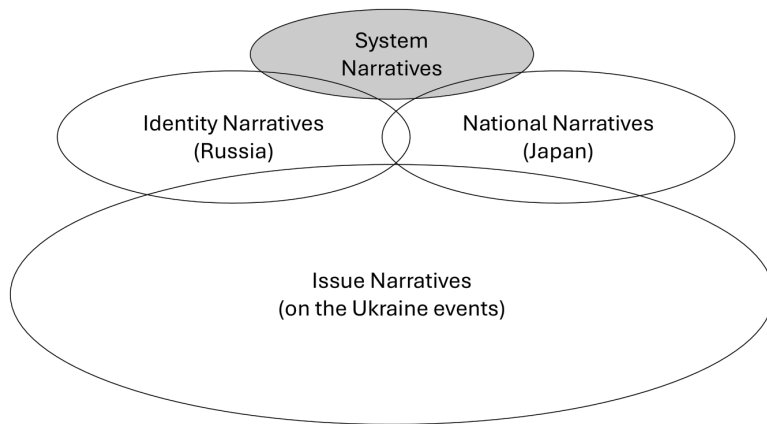 System
Narratives
Identity Narratives
(Russia)
National Narratives
(Japan)
Issue Narratives
(on the Ukraine events)